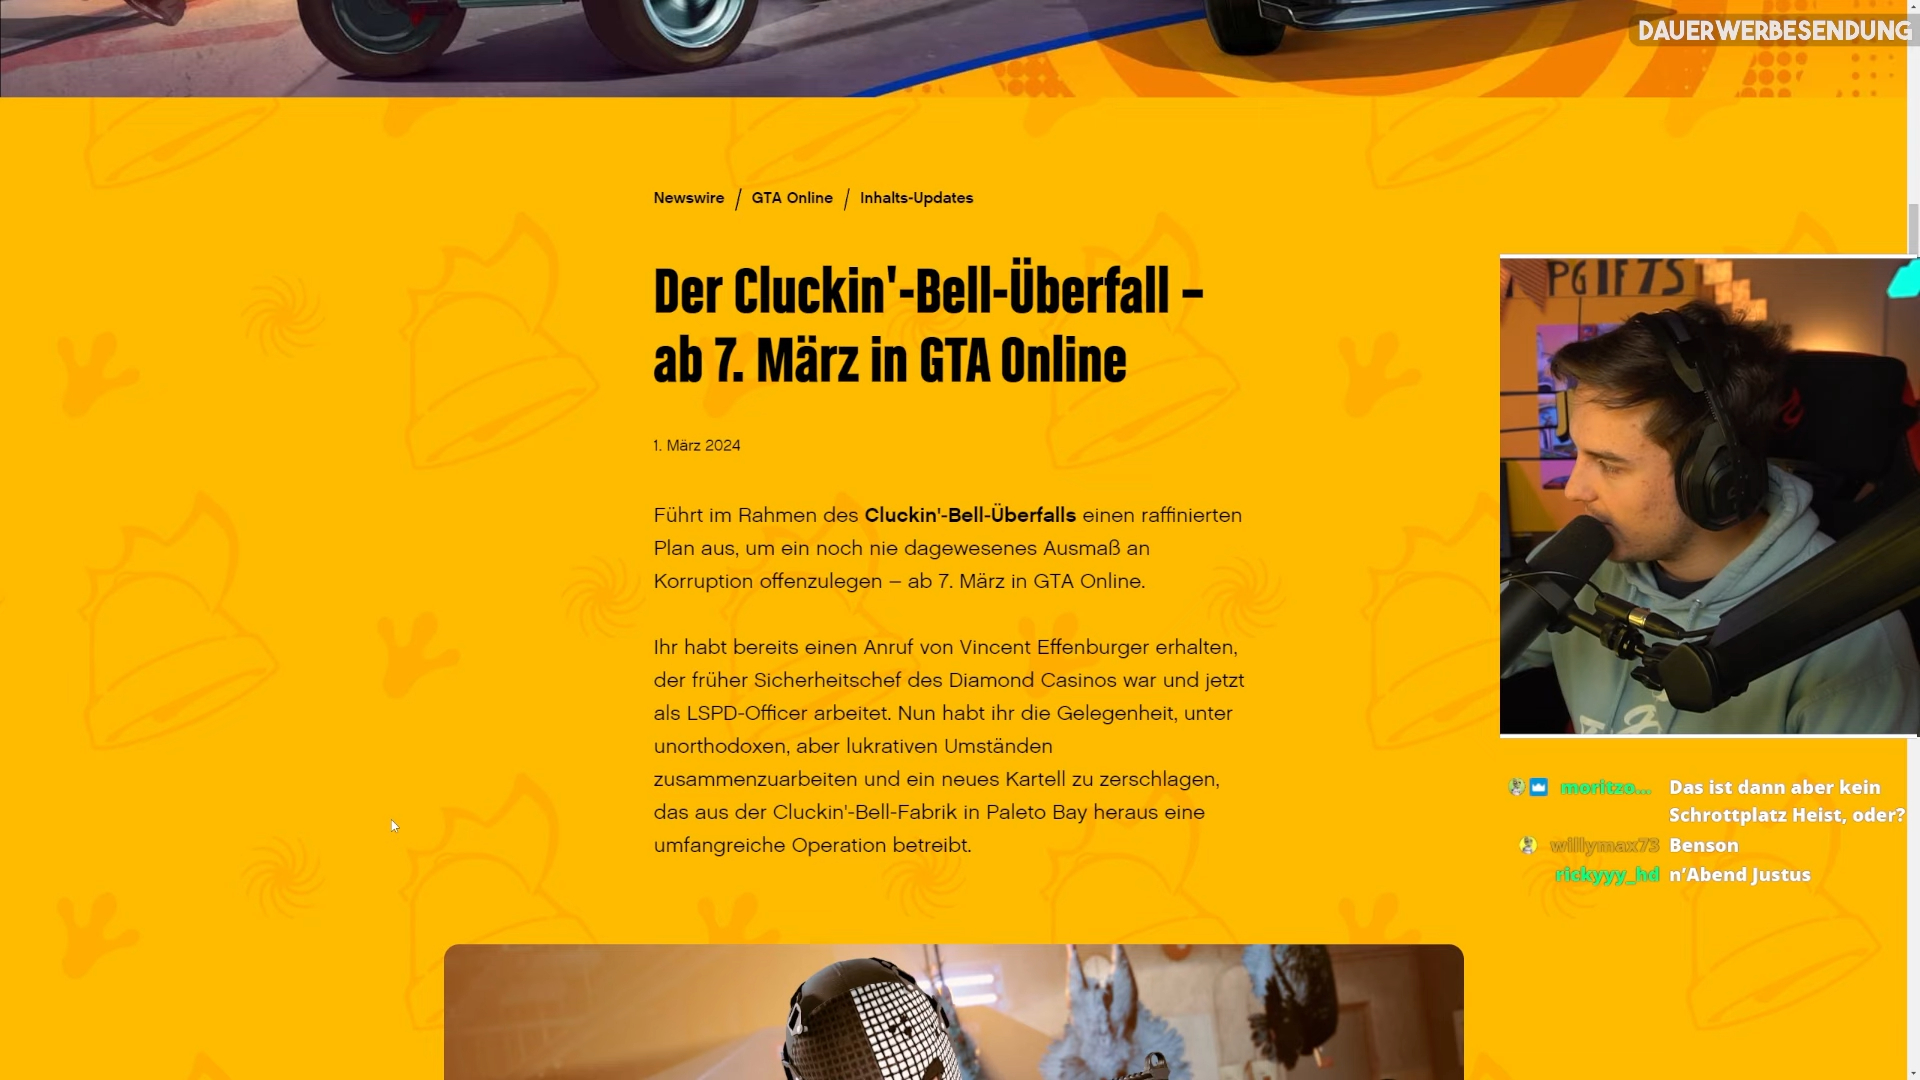 DAUERWERBESENDUNG
Newswire / GTA Online / Inhalts-Updates
Der Cluckin'-Bell-Überfall –
ab 7. März in GTA Online
1. März 2024
Führt im Rahmen des Cluckin'-Bell-Überfalls einen raffinierten
Plan aus, um ein noch nie dagewesenes Ausmaß an
Korruption offenzulegen – ab 7. März in GTA Online.
Ihr habt bereits einen Anruf von Vincent Effenburger erhalten,
der früher Sicherheitschef des Diamond Casinos war und jetzt
als LSPD-Officer arbeitet. Nun habt ihr die Gelegenheit, unter
unorthodoxen, aber lukrativen Umständen
zusammenzuarbeiten und ein neues Kartell zu zerschlagen,
das aus der Cluckin'-Bell-Fabrik in Paleto Bay heraus eine
umfangreiche Operation betreibt.
PGIFTS
moritzo... Das ist dann aber kein
Schrottplatz Heist, oder?
willymax73 Benson
rickyyy_hd n’Abend Justus